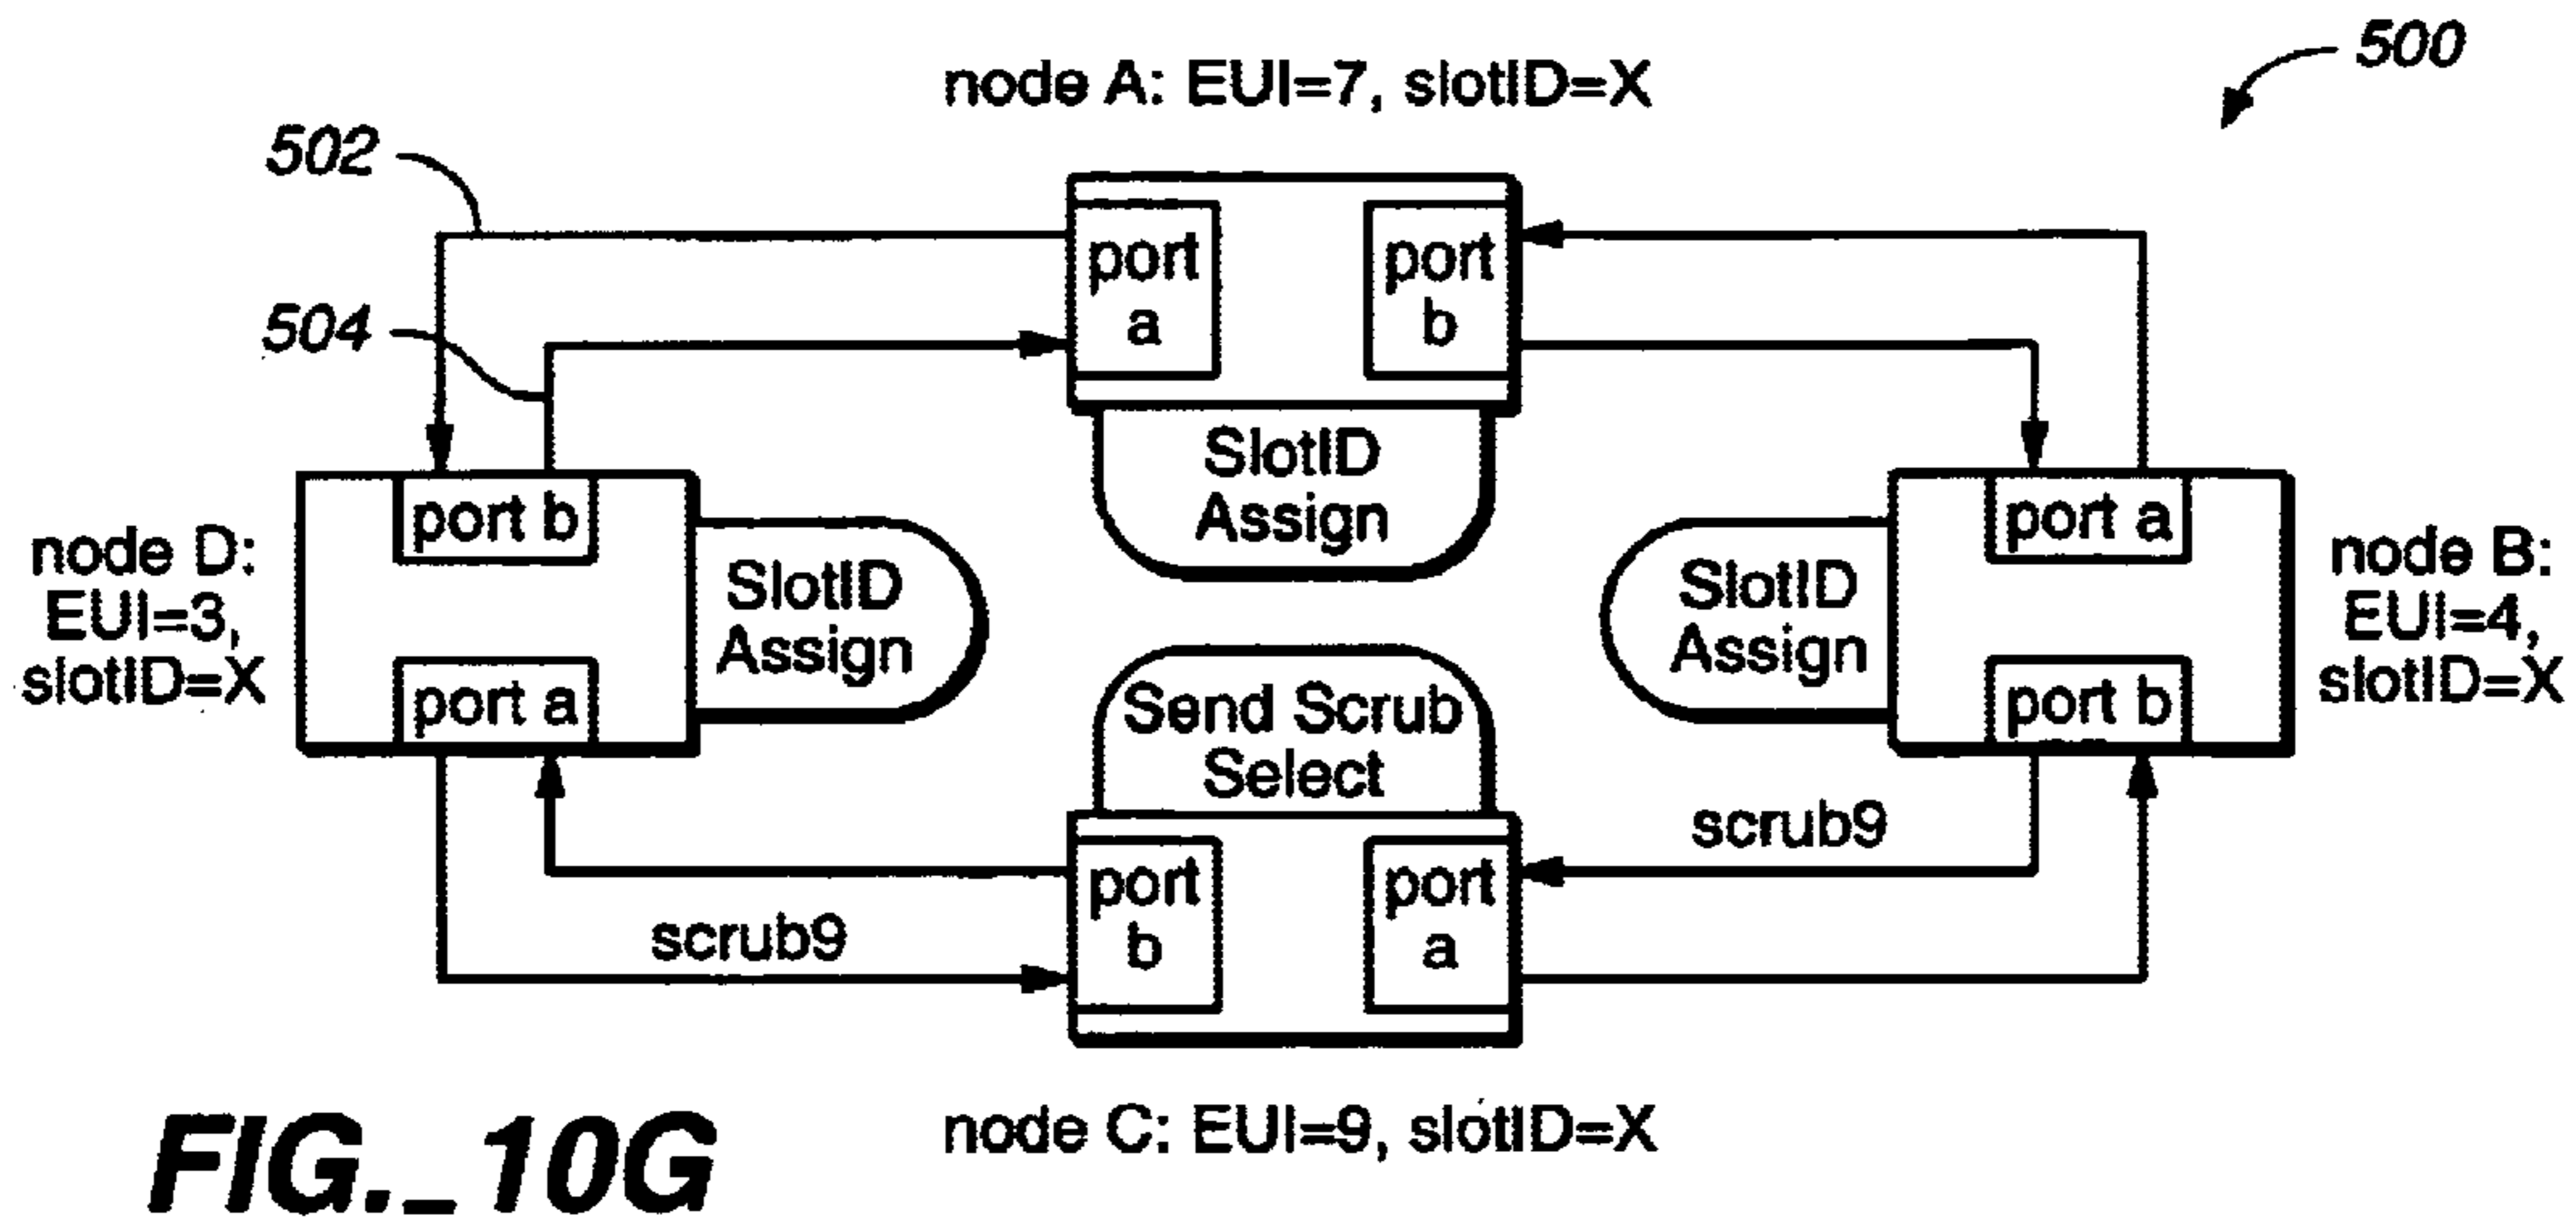 500
node A: EUI=7, slotID=X
502
port
a
port
b
504
SlotID
Assign
port b
port a
node D:
EUI=3,
slotID=X
SlotID
Assign
SlotID
Assign
node B:
EUI=4,
slotID=X
port a
port b
Send Scrub
Select
scrub9
scrub9
port
b
port
a
node C: EUI=9, slotID=X
FIG._10G